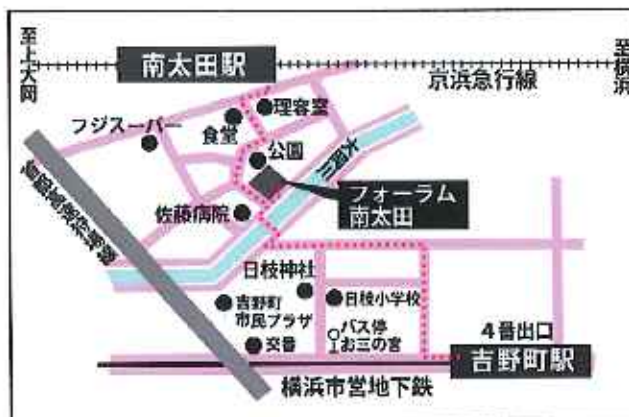 至上大岡
南太田駅
至横浜
京浜急行線
理容室
食堂
フジスーパー
公園
大岡川
フォーラム
南太田
佐藤病院
日枝神社
吉野町
市民プラザ
日枝小学校
バス停
お三の宮
交番
4番出口
吉野町駅
横浜市営地下鉄